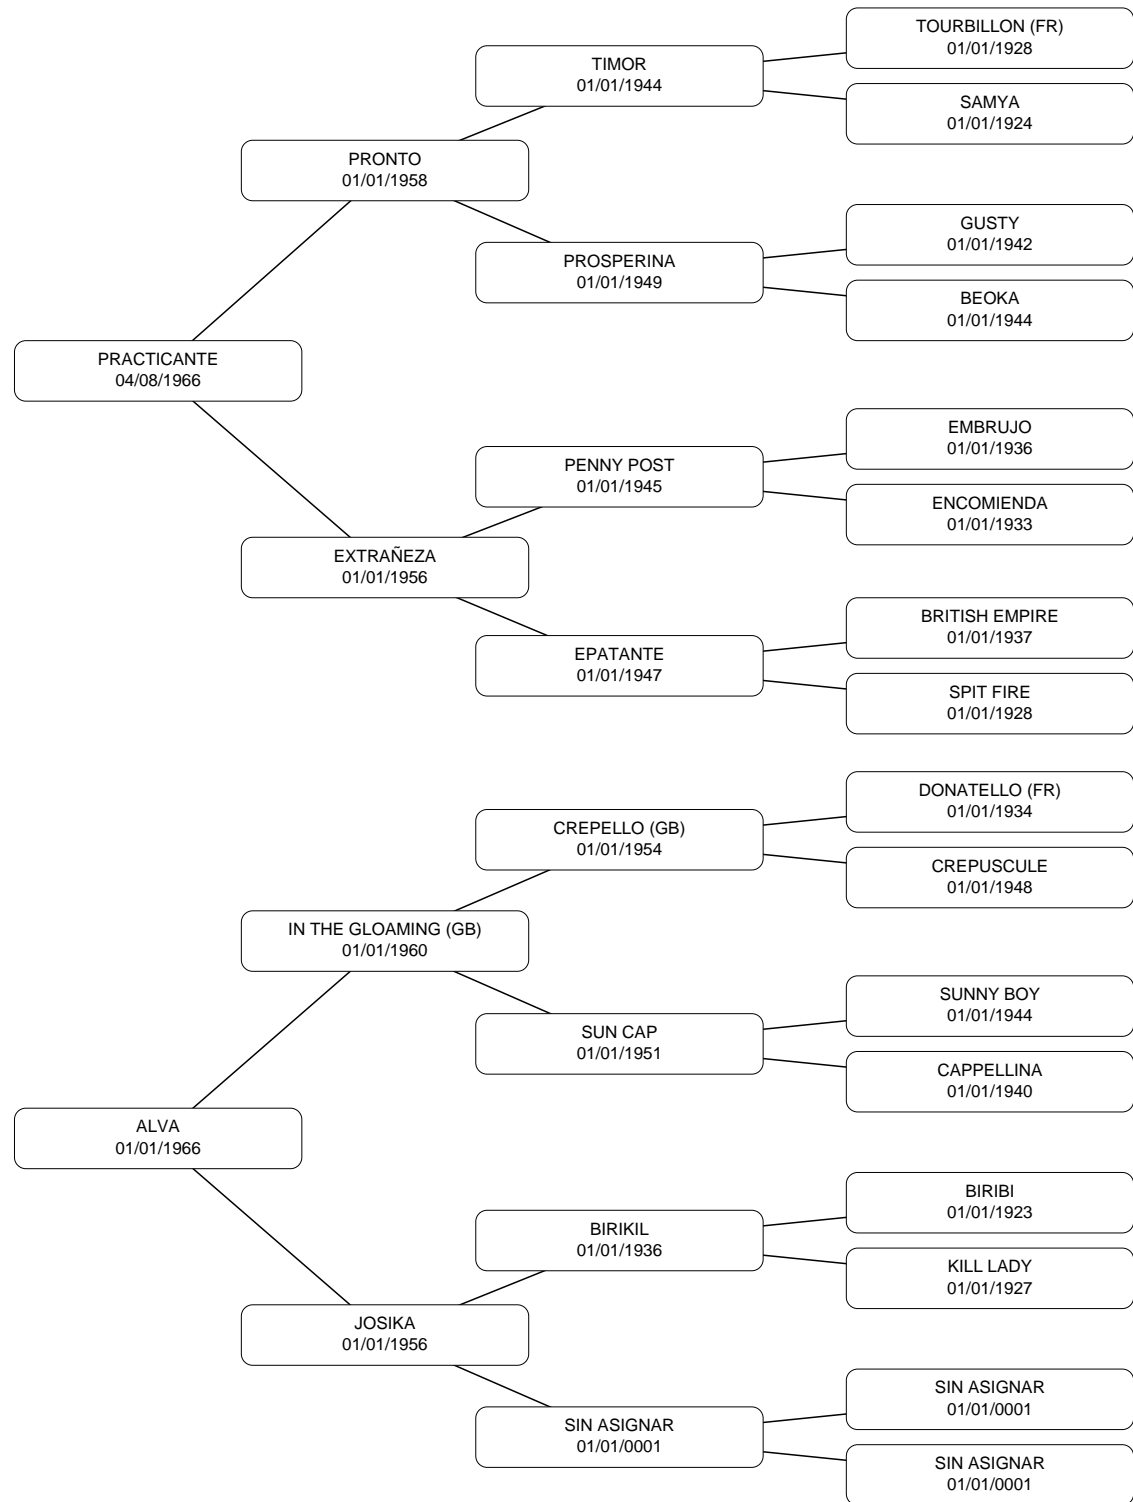 TOURBILLON (FR)
01/01/1928
TIMOR
01/01/1944
SAMYA
01/01/1924
PRONTO
01/01/1958
GUSTY
01/01/1942
PROSPERINA
01/01/1949
BEOKA
01/01/1944
PRACTICANTE
04/08/1966
EMBRUJO
01/01/1936
PENNY POST
01/01/1945
ENCOMIENDA
01/01/1933
EXTRAÑEZA
01/01/1956
BRITISH EMPIRE
01/01/1937
EPATANTE
01/01/1947
SPIT FIRE
01/01/1928
DONATELLO (FR)
01/01/1934
CREPELLO (GB)
01/01/1954
CREPUSCULE
01/01/1948
IN THE GLOAMING (GB)
01/01/1960
SUNNY BOY
01/01/1944
SUN CAP
01/01/1951
CAPPELLINA
01/01/1940
ALVA
01/01/1966
BIRIBI
01/01/1923
BIRIKIL
01/01/1936
KILL LADY
01/01/1927
JOSIKA
01/01/1956
SIN ASIGNAR
01/01/0001
SIN ASIGNAR
01/01/0001
SIN ASIGNAR
01/01/0001